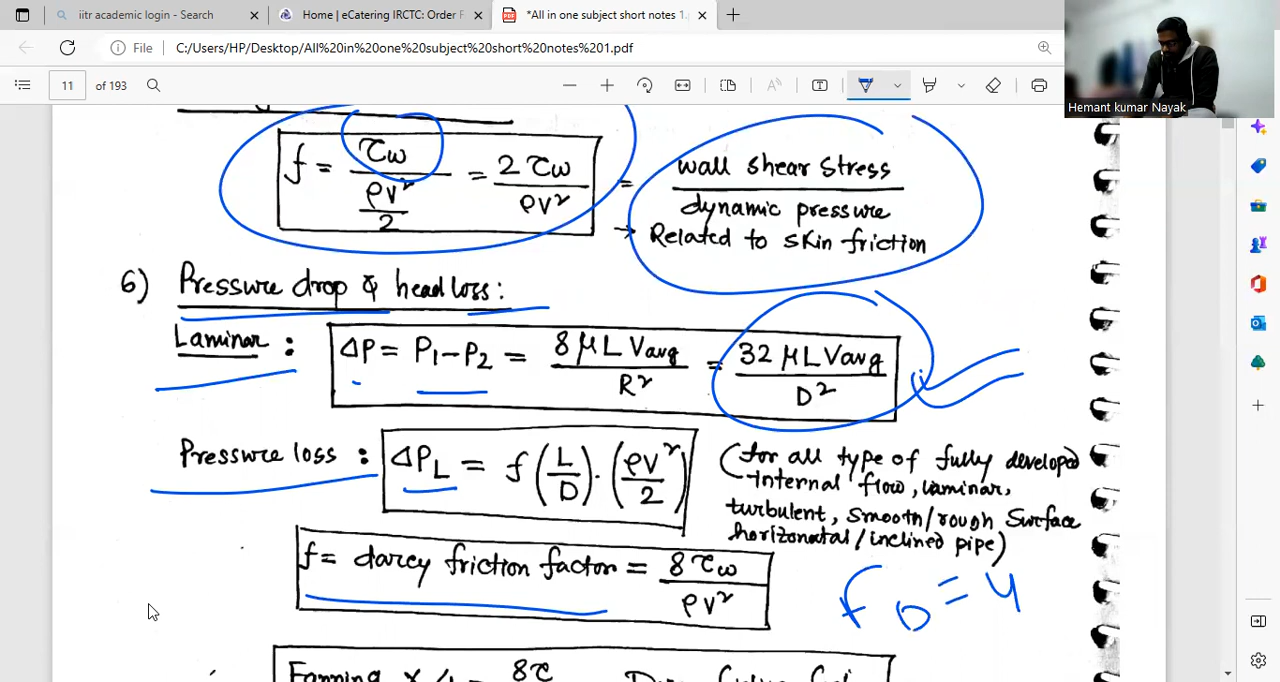 iitr academic login - Search
Home | eCatering IRCTC: Order F
*All in one subject short notes 1.p
File
C:/Users/HP/Desktop/All%20in%20one%20subject%20short%20notes%201.pdf
11 of 193
Hemant kumar Nayak
f = τw / (ρv²/2) = 2τw / ρv² = wall shear stress / dynamic pressure
→ Related to skin friction
6) Pressure drop & head loss:
Laminar : ΔP = P1-P2 = 8μLVavg / R² = 32μLVavg / D²
Pressure loss : ΔPL = f (L/D) · (ρv²/2) (for all type of fully developed
Internal flow, laminar,
turbulent, smooth/rough surface
horizonatal/inclined pipe)
f = darcy friction factor = 8τw / ρv²
fD = 4
Fanning × 4 = 8τ